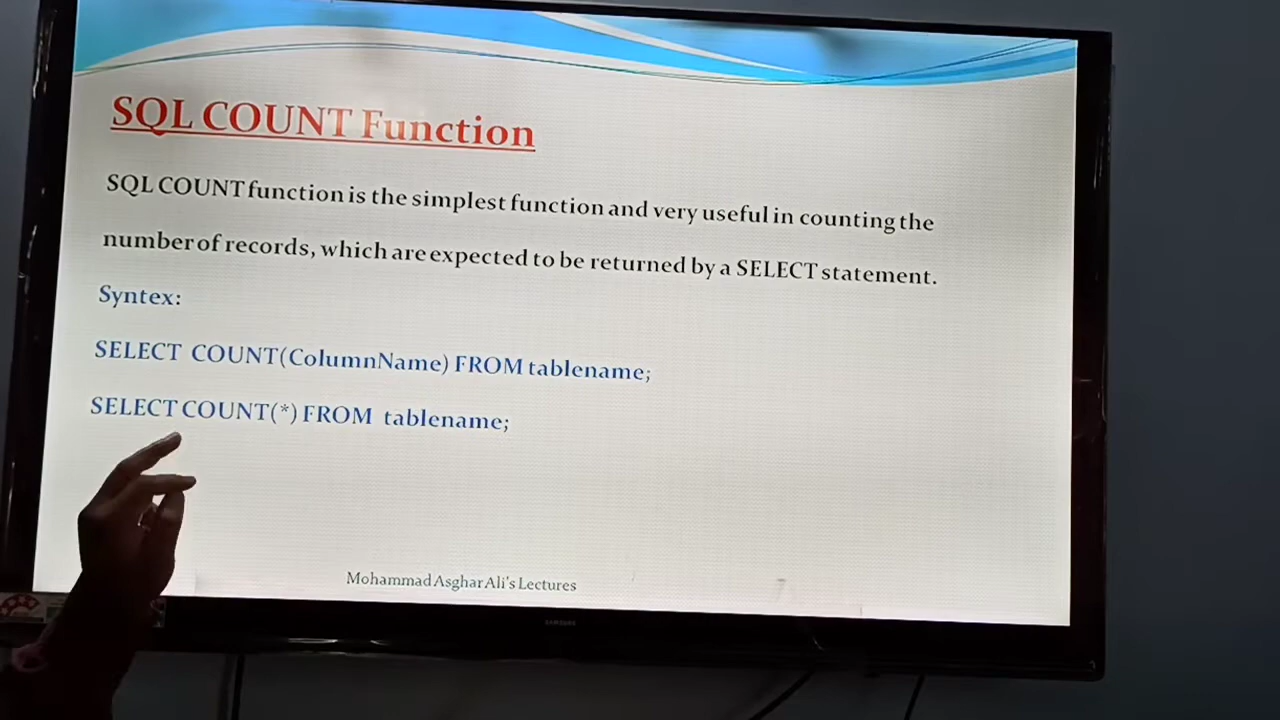 SQL COUNT Function
SQL COUNT function is the simplest function and very useful in counting the
number of records, which are expected to be returned by a SELECT statement.
Syntex:
SELECT COUNT(ColumnName) FROM tablename;
SELECT COUNT(*) FROM tablename;
Mohammad Asghar Ali's Lectures
SAMSUNG